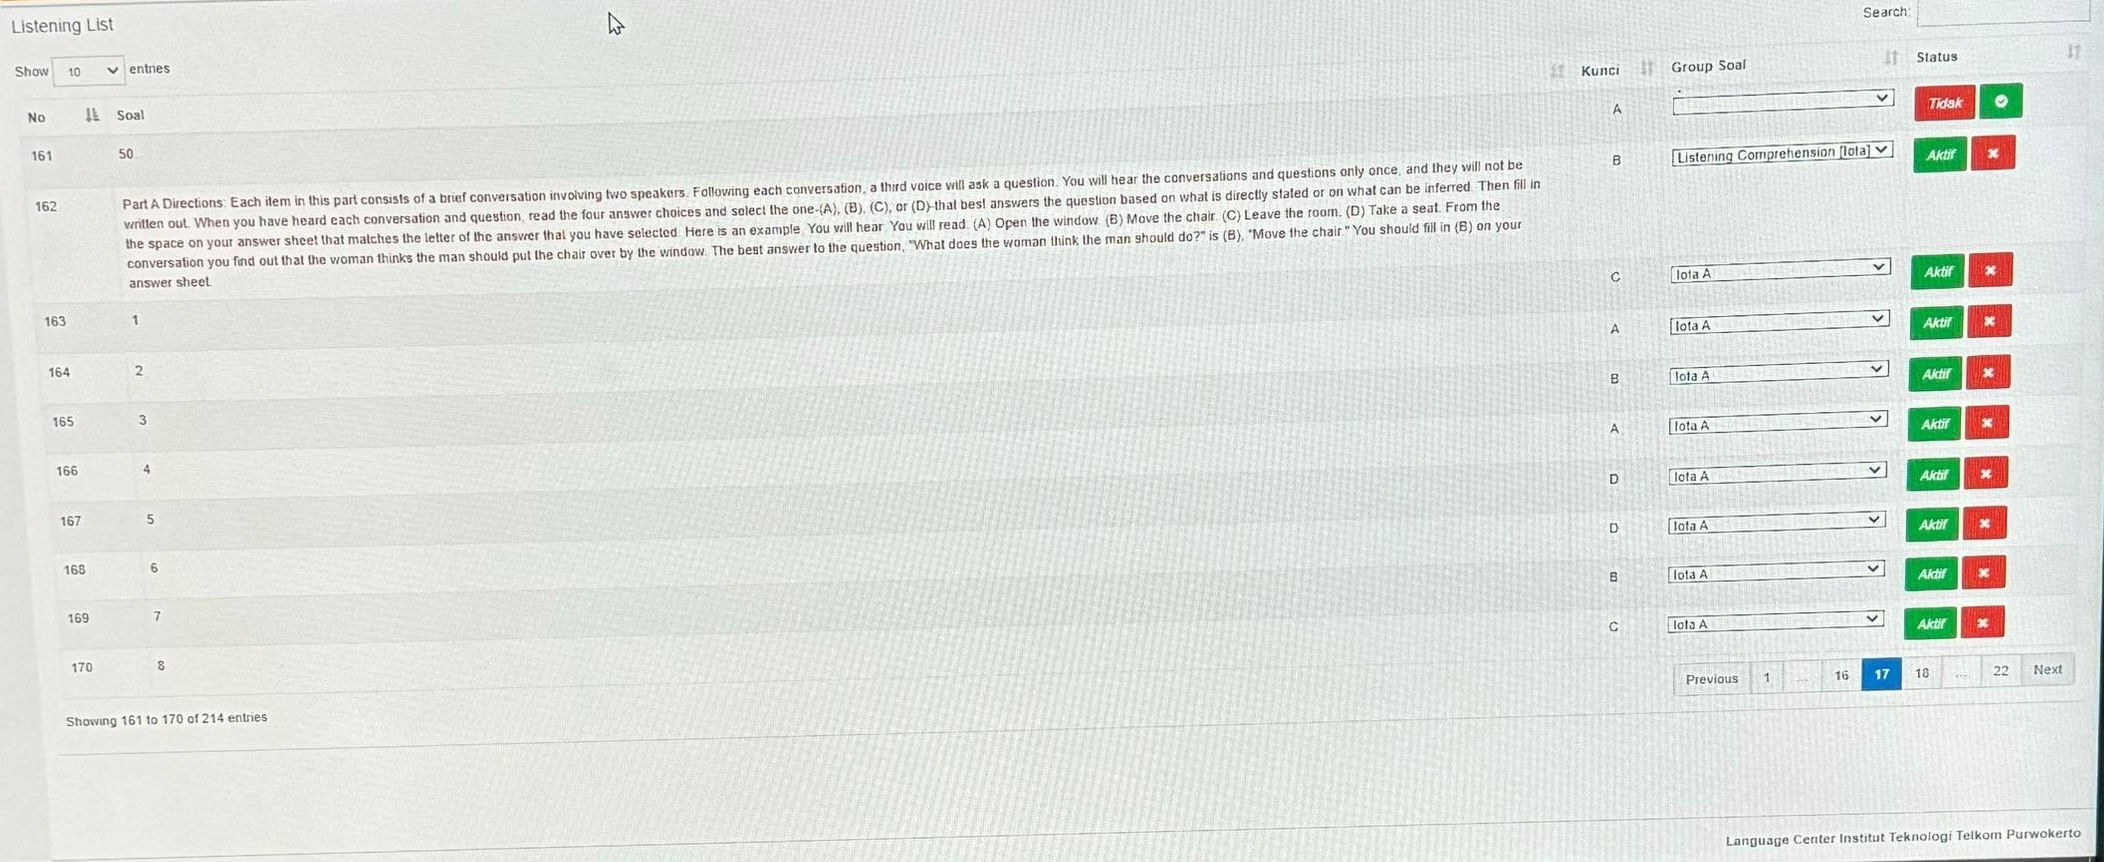 Listening List
Search:
Show 10 entries
No Soal Kunci Group Soal Status
161 50. A Tidak
162 Part A Directions: Each item in this part consists of a brief conversation involving two speakers. Following each conversation, a third voice will ask a question. You will hear the conversations and questions only once, and they will not be B Listening Comprehension [Iota] Aktif
written out. When you have heard each conversation and question, read the four answer choices and select the one-(A), (B), (C), or (D)-that best answers the question based on what is directly stated or on what can be inferred. Then fill in
the space on your answer sheet that matches the letter of the answer that you have selected. Here is an example. You will hear. You will read. (A) Open the window. (B) Move the chair. (C) Leave the room. (D) Take a seat. From the
conversation you find out that the woman thinks the man should put the chair over by the window. The best answer to the question, "What does the woman think the man should do?" is (B), "Move the chair." You should fill in (B) on your
answer sheet.
163 1 C Iota A Aktif
164 2 A Iota A Aktif
165 3 B Iota A Aktif
166 4 A Iota A Aktif
167 5 D Iota A Aktif
168 6 D Iota A Aktif
169 7 B Iota A Aktif
170 8 C Iota A Aktif
Showing 161 to 170 of 214 entries
Previous 1 ... 16 17 18 ... 22 Next
Language Center Institut Teknologi Telkom Purwokerto